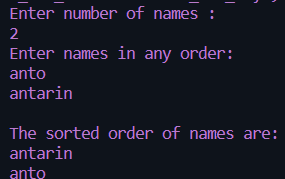 Enter number of names :
2
Enter names in any order:
anto
antarin
The sorted order of names are:
antarin
anto